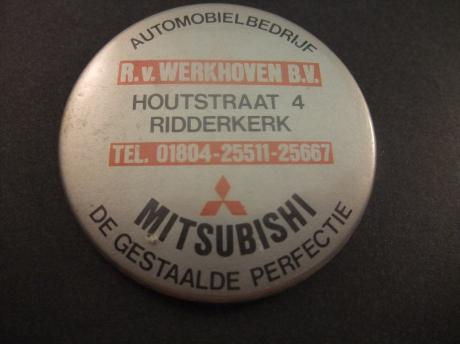 AUTOMOBIELBEDRIJF
R.v. WERKHOVEN B.V.
HOUTSTRAAT 4
RIDDERKERK
TEL. 01804-25511-25667
MITSUBISHI
DE GESTAALDE PERFECTIE